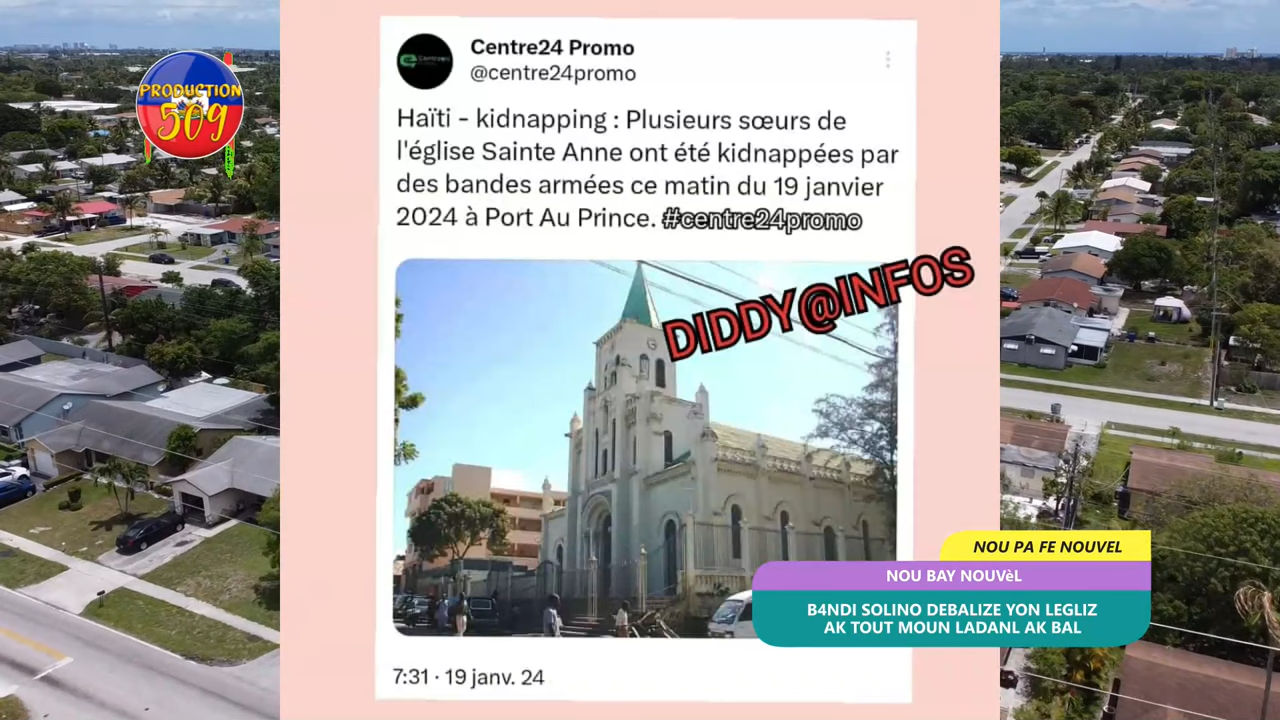 PRODUCTION
509
Centre24 Promo
@centre24promo
Haïti - kidnapping : Plusieurs sœurs de
l'église Sainte Anne ont été kidnappées par
des bandes armées ce matin du 19 janvier
2024 à Port Au Prince. #centre24promo
DIDDY@INFOS
NOU PA FE NOUVEL
NOU BAY NOUVèL
B4NDI SOLINO DEBALIZE YON LEGLIZ
AK TOUT MOUN LADANL AK BAL
7:31 · 19 janv. 24